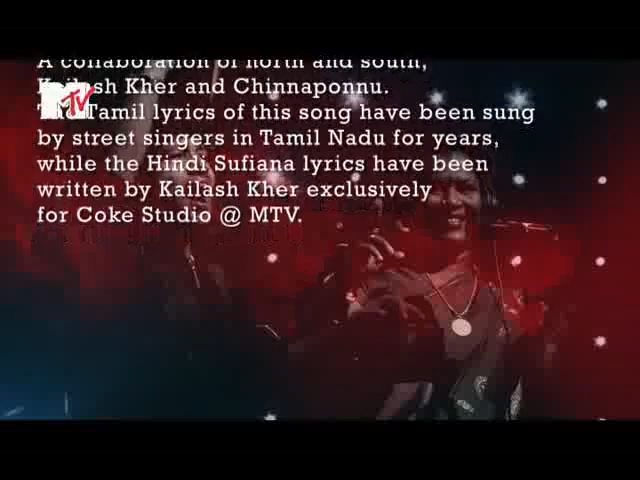 A collaboration of north and south,
Kailash Kher and Chinnaponnu.
The Tamil lyrics of this song have been sung
by street singers in Tamil Nadu for years,
while the Hindi Sufiana lyrics have been
written by Kailash Kher exclusively
for Coke Studio @ MTV.
MTV